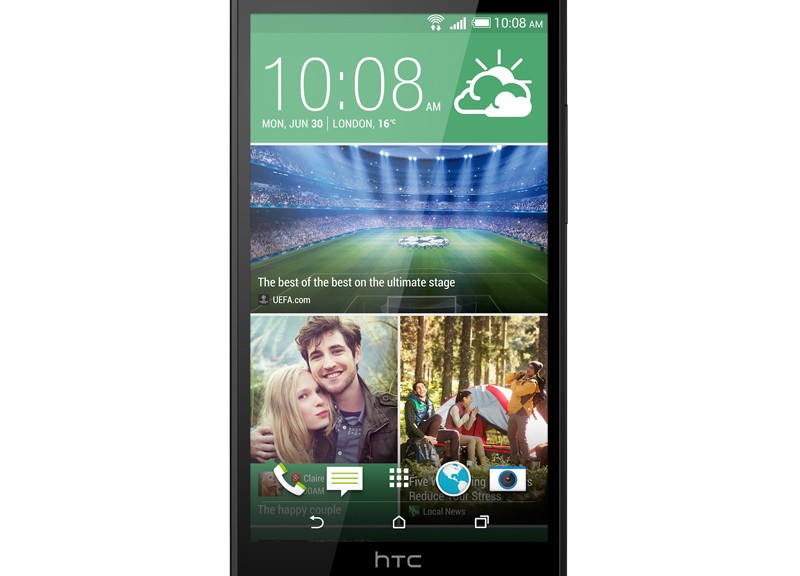 10:08 AM
10:08 AM
MON, JUN 30 | LONDON, 16°C
The best of the best on the ultimate stage
UEFA.com
Claire
AM
The happy couple
Five
Reduce Your Stress
Local News
hTC